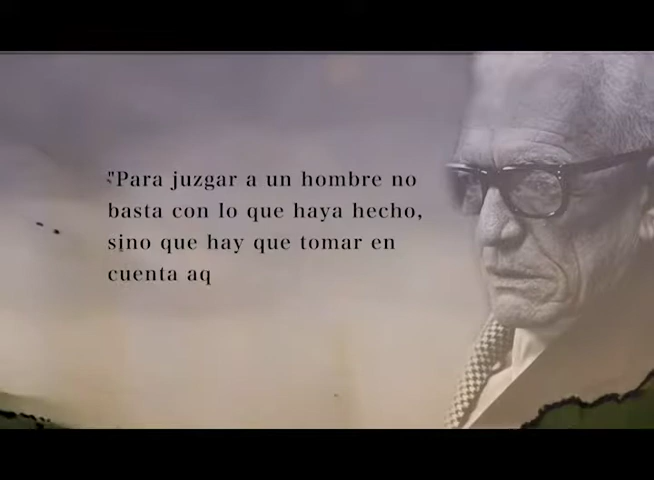 "Para juzgar a un hombre no
basta con lo que haya hecho,
sino que hay que tomar en
cuenta aq